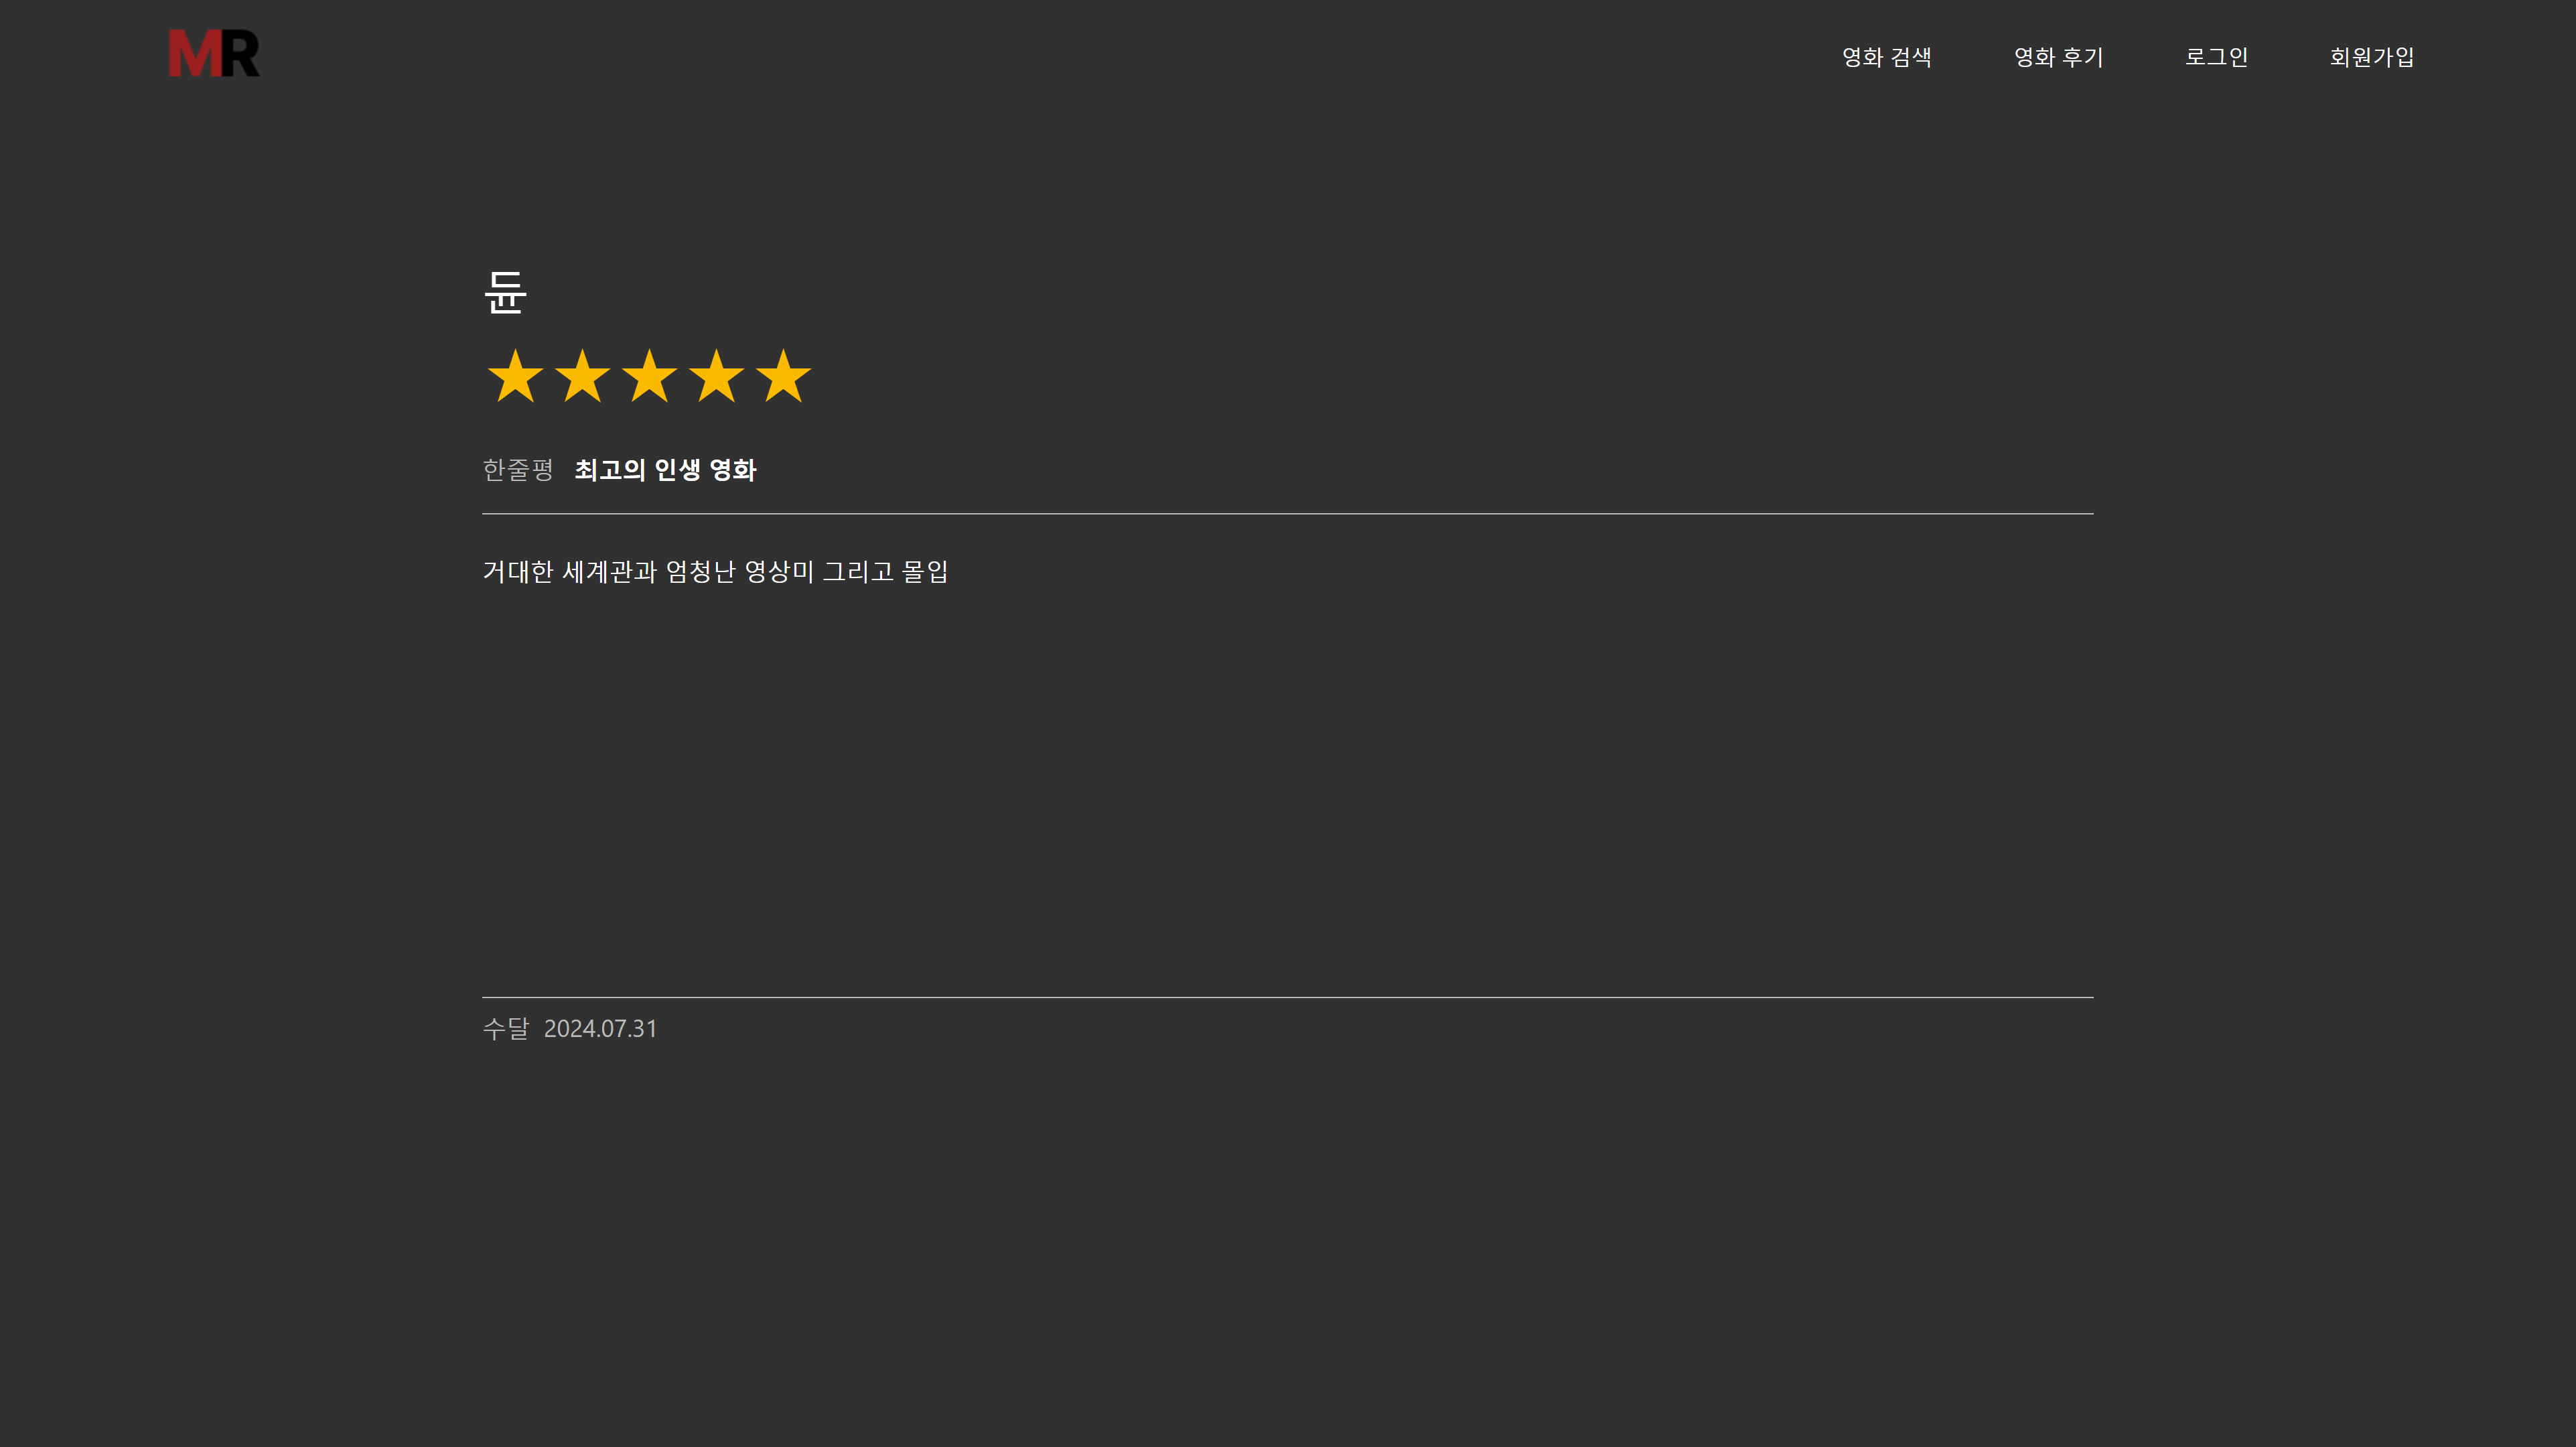 MR
영화 검색 영화 후기 로그인 회원가입
듄
★★★★★
한줄평 최고의 인생 영화
거대한 세계관과 엄청난 영상미 그리고 몰입
수달 2024.07.31